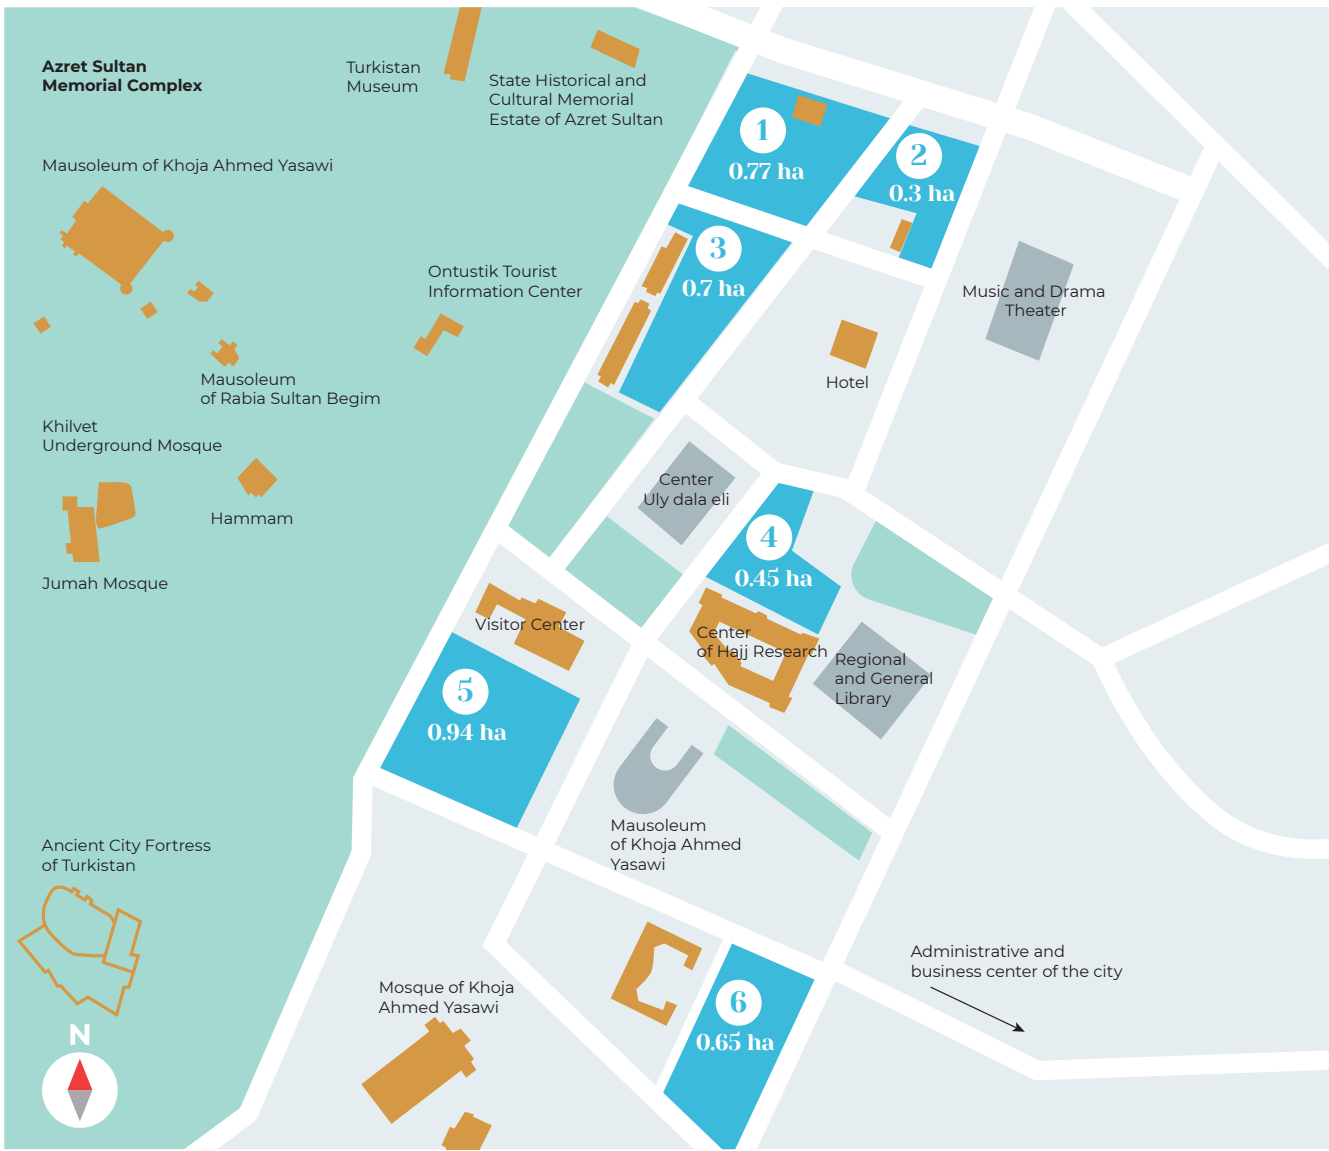 Azret Sultan
Memorial Complex
Turkistan
Museum
State Historical and
Cultural Memorial
Estate of Azret Sultan
1
0.77 ha
2
0.3 ha
Mausoleum of Khoja Ahmed Yasawi
3
0.7 ha
Ontustik Tourist
Information Center
Music and Drama
Theater
Hotel
Mausoleum
of Rabia Sultan Begim
Khilvet
Underground Mosque
Hammam
Jumah Mosque
Center
Uly dala eli
4
0.45 ha
Visitor Center
Center
of Hajj Research
Regional
and General
Library
5
0.94 ha
Mausoleum
of Khoja Ahmed
Yasawi
Ancient City Fortress
of Turkistan
Administrative and
business center of the city
Mosque of Khoja
Ahmed Yasawi
6
0.65 ha
N